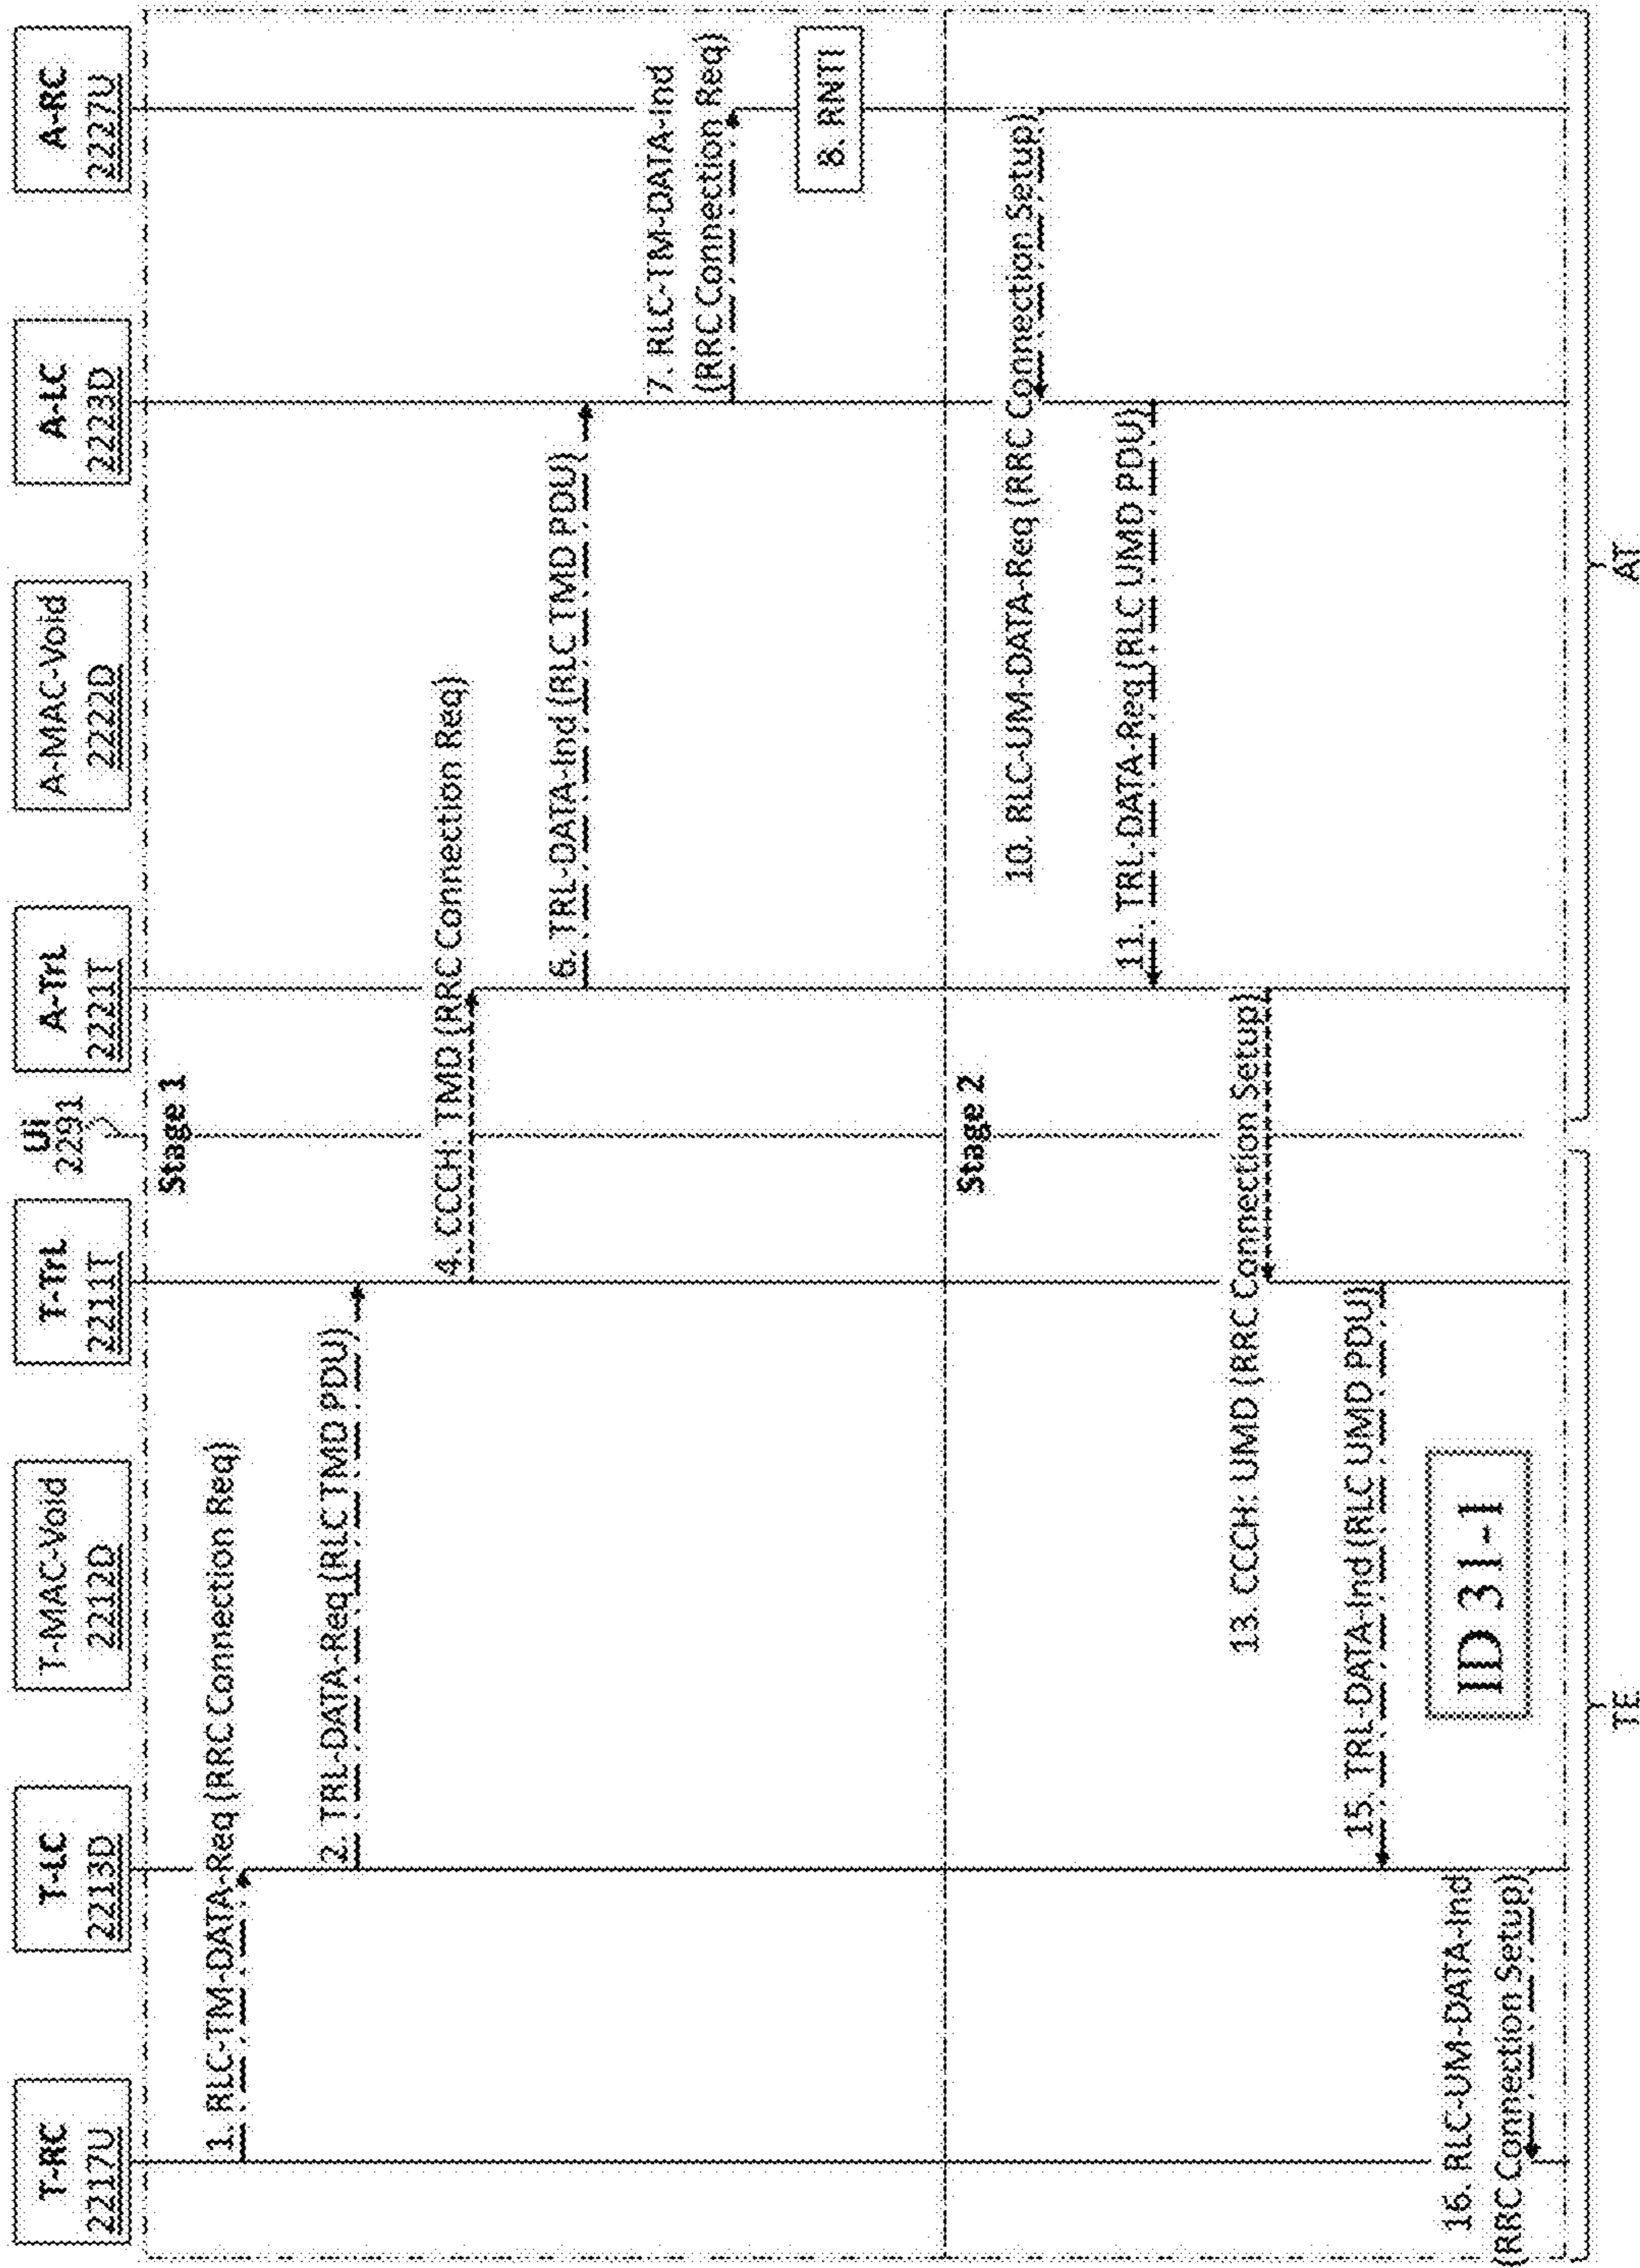 T-RC
2217U
T-LC
2213D
T-MAC-Void
2212D
T-TrL
2211T
Ui
2291
A-TrL
2221T
A-MAC-Void
2222D
A-LC
2223D
A-RC
2227U
Stage 1
1. RLC-TM-DATA-Req (RRC Connection Req)
2. TRL-DATA-Req (RLC TMD PDU)
4. CCCH: TMD (RRC Connection Req)
6. TRL-DATA-Ind (RLC TMD PDU)
7. RLC-TM-DATA-Ind
(RRC Connection Req)
8. RNTI
Stage 2
10. RLC-UM-DATA-Req (RRC Connection Setup)
11. TRL-DATA-Req (RLC UMD PDU)
13. CCCH: UMD (RRC Connection Setup)
15. TRL-DATA-Ind (RLC UMD PDU)
16. RLC-UM-DATA-Ind
(RRC Connection Setup)
ID 31-1
TE
AT